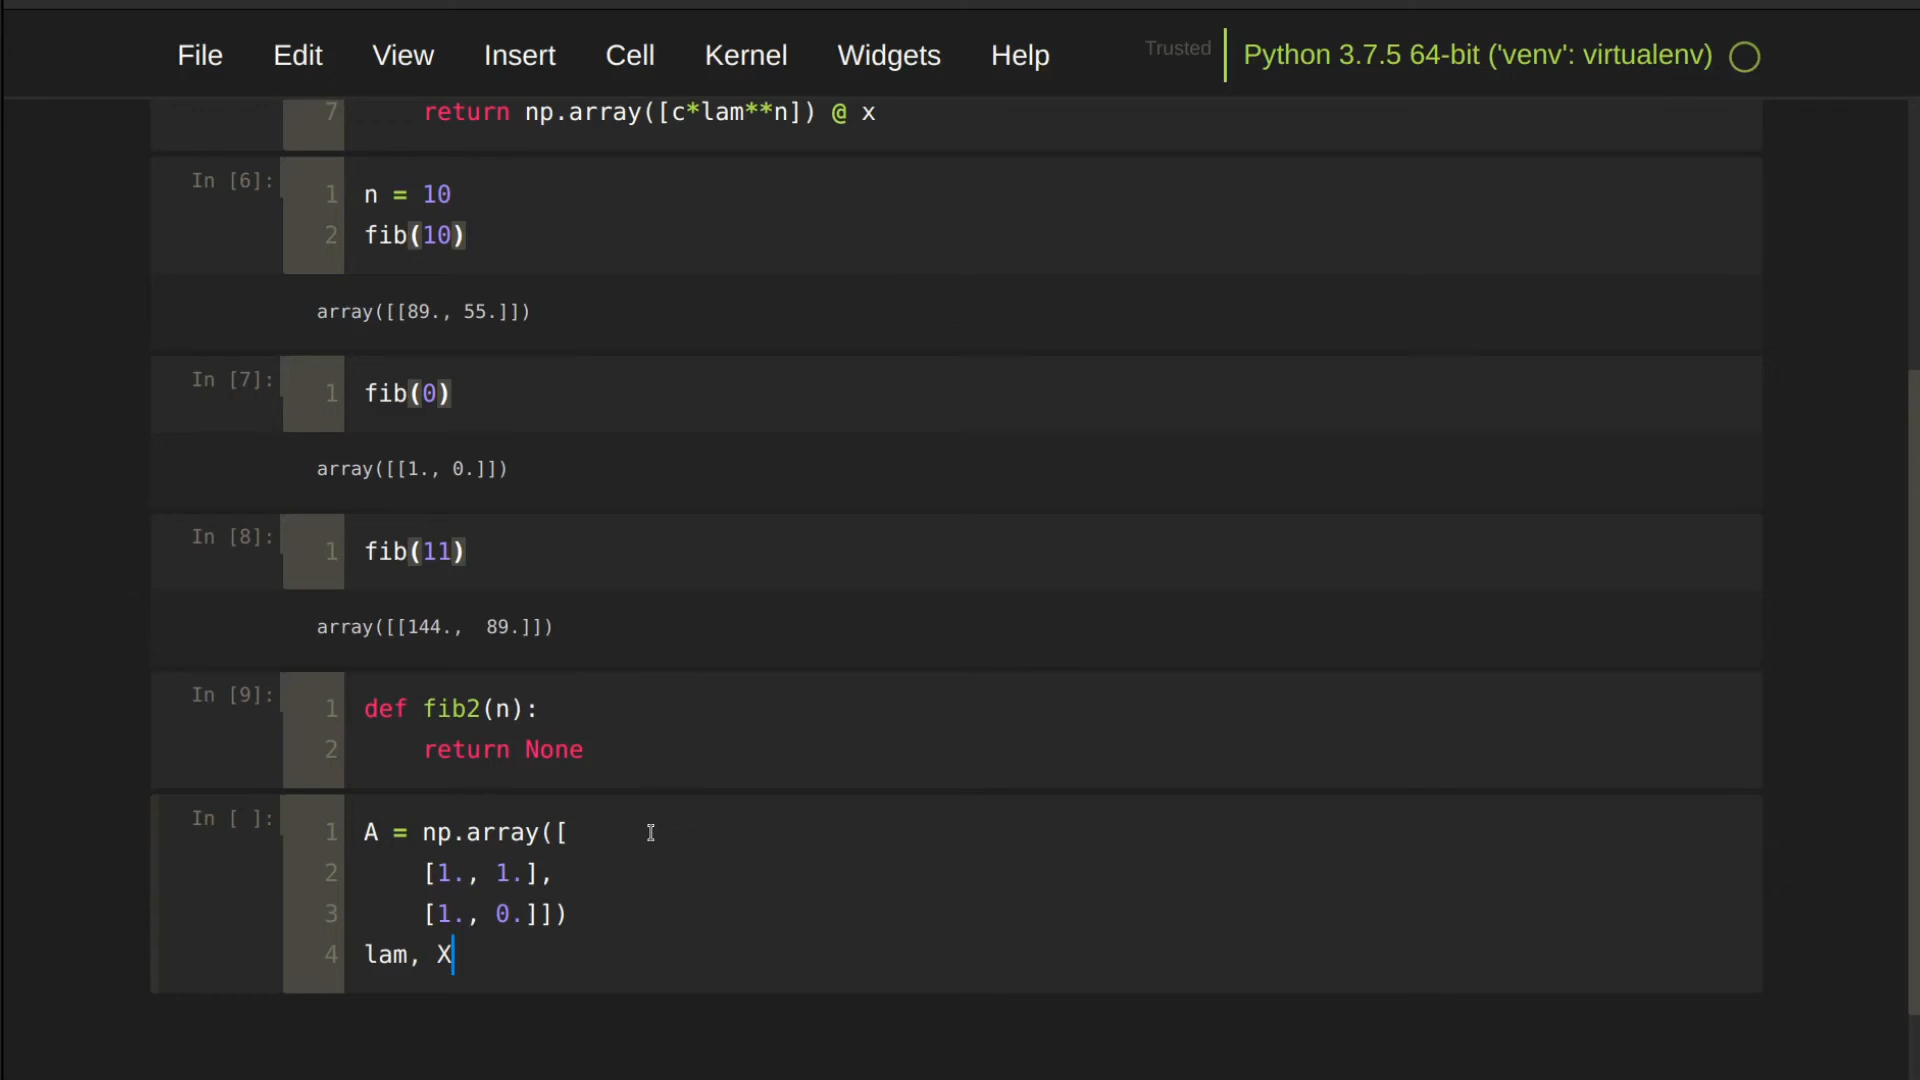 File Edit View Insert Cell Kernel Widgets Help Trusted Python 3.7.5 64-bit ('venv': virtualenv)
7 return np.array([c*lam**n]) @ x
In [6]: 1 n = 10
2 fib(10)
array([[89., 55.]])
In [7]: 1 fib(0)
array([[1., 0.]])
In [8]: 1 fib(11)
array([[144.,  89.]])
In [9]: 1 def fib2(n):
2 return None
In [ ]: 1 A = np.array([
2 [1., 1.],
3 [1., 0.]])
4 lam, X